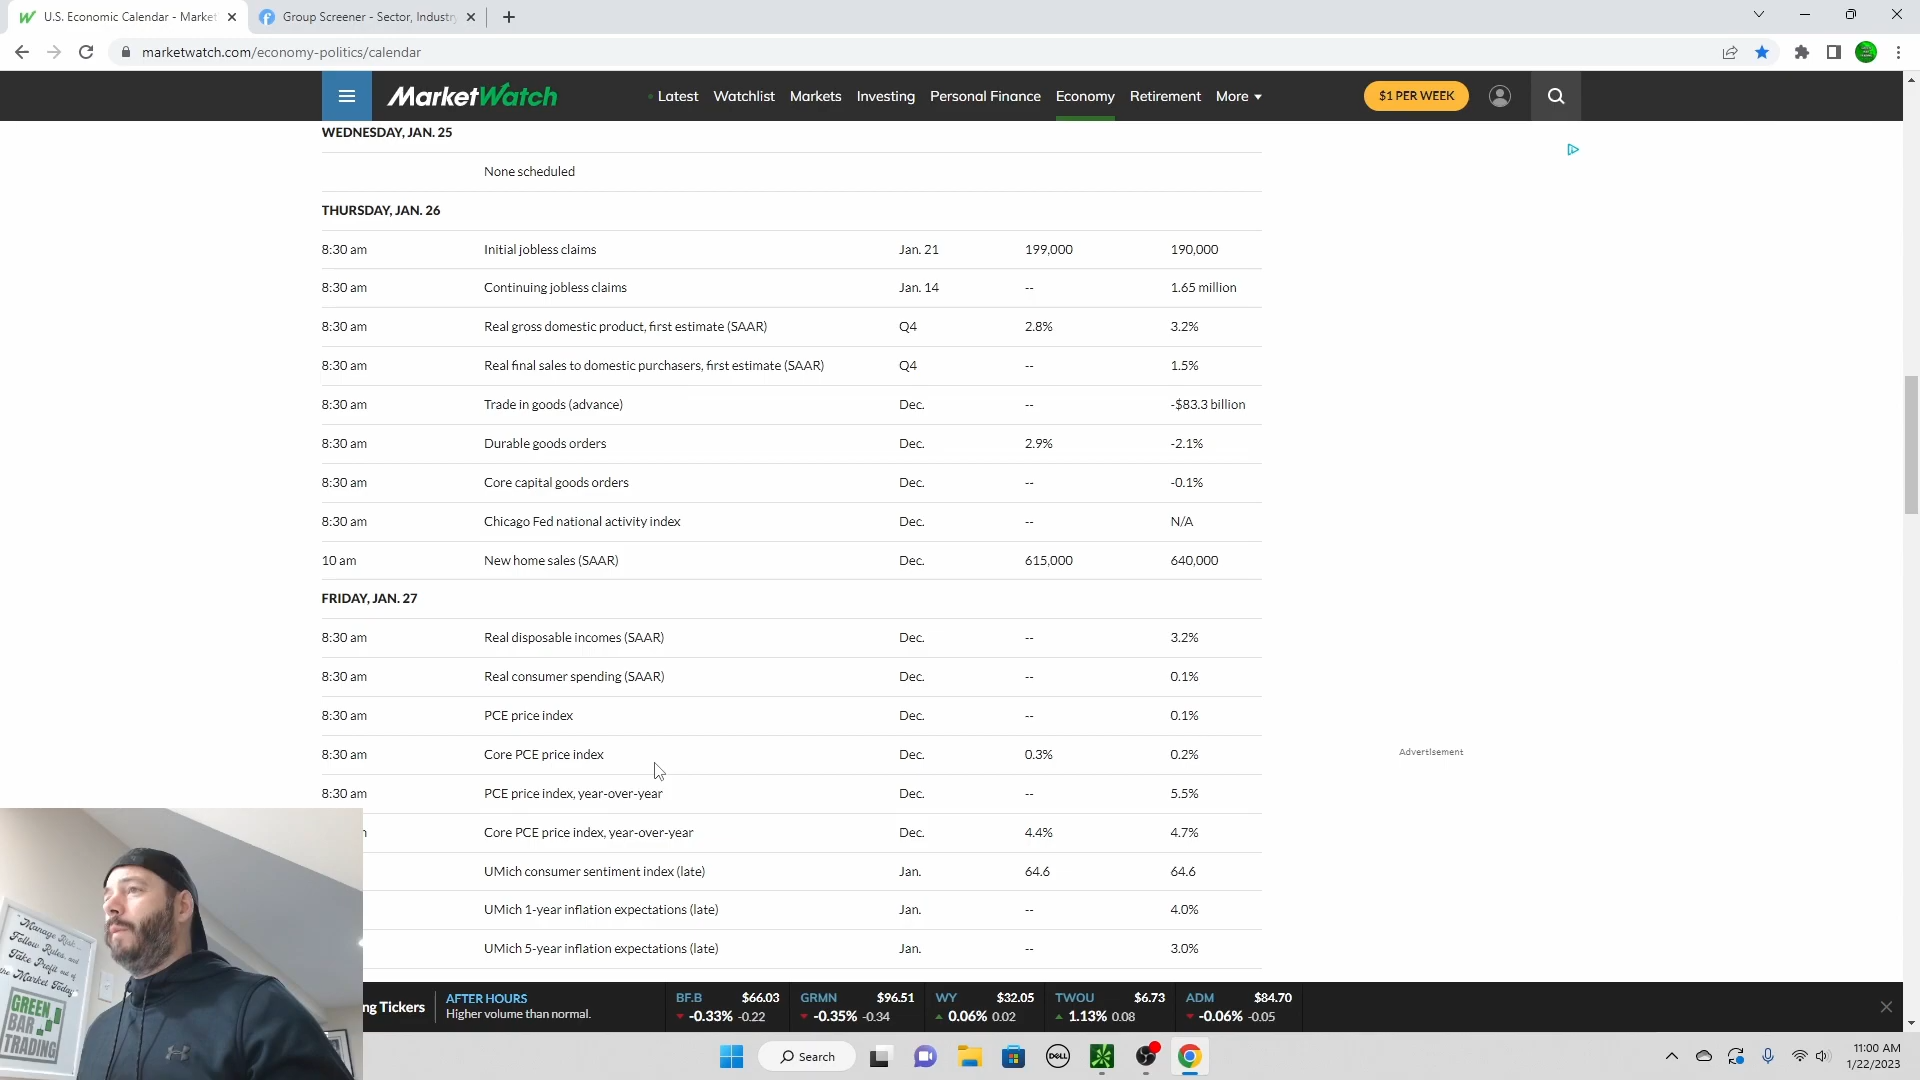 U.S. Economic Calendar - Market
Group Screener - Sector, Industry
marketwatch.com/economy-politics/calendar
MarketWatch
Latest Watchlist Markets Investing Personal Finance Economy Retirement More
$1 PER WEEK
WEDNESDAY, JAN. 25
None scheduled
THURSDAY, JAN. 26
8:30 am Initial jobless claims Jan. 21 199,000 190,000
8:30 am Continuing jobless claims Jan. 14 -- 1.65 million
8:30 am Real gross domestic product, first estimate (SAAR) Q4 2.8% 3.2%
8:30 am Real final sales to domestic purchasers, first estimate (SAAR) Q4 -- 1.5%
8:30 am Trade in goods (advance) Dec. -- -$83.3 billion
8:30 am Durable goods orders Dec. 2.9% -2.1%
8:30 am Core capital goods orders Dec. -- -0.1%
8:30 am Chicago Fed national activity index Dec. -- N/A
10 am New home sales (SAAR) Dec. 615,000 640,000
FRIDAY, JAN. 27
8:30 am Real disposable incomes (SAAR) Dec. -- 3.2%
8:30 am Real consumer spending (SAAR) Dec. -- 0.1%
8:30 am PCE price index Dec. -- 0.1%
8:30 am Core PCE price index Dec. 0.3% 0.2%
Advertisement
8:30 am PCE price index, year-over-year Dec. -- 5.5%
Core PCE price index, year-over-year Dec. 4.4% 4.7%
UMich consumer sentiment index (late) Jan. 64.6 64.6
UMich 1-year inflation expectations (late) Jan. -- 4.0%
UMich 5-year inflation expectations (late) Jan. -- 3.0%
"Manage Risk,
Follow Rules, and
Take Profit out of
the Market Today"
GREEN
BAR
TRADING
ng Tickers
AFTER HOURS
Higher volume than normal.
BF.B $66.03 GRMN $96.51 WY $32.05 TWOU $6.73 ADM $84.70
-0.33% -0.22 -0.35% -0.34 0.06% 0.02 1.13% 0.08 -0.06% -0.05
Search
DELL
11:00 AM
1/22/2023